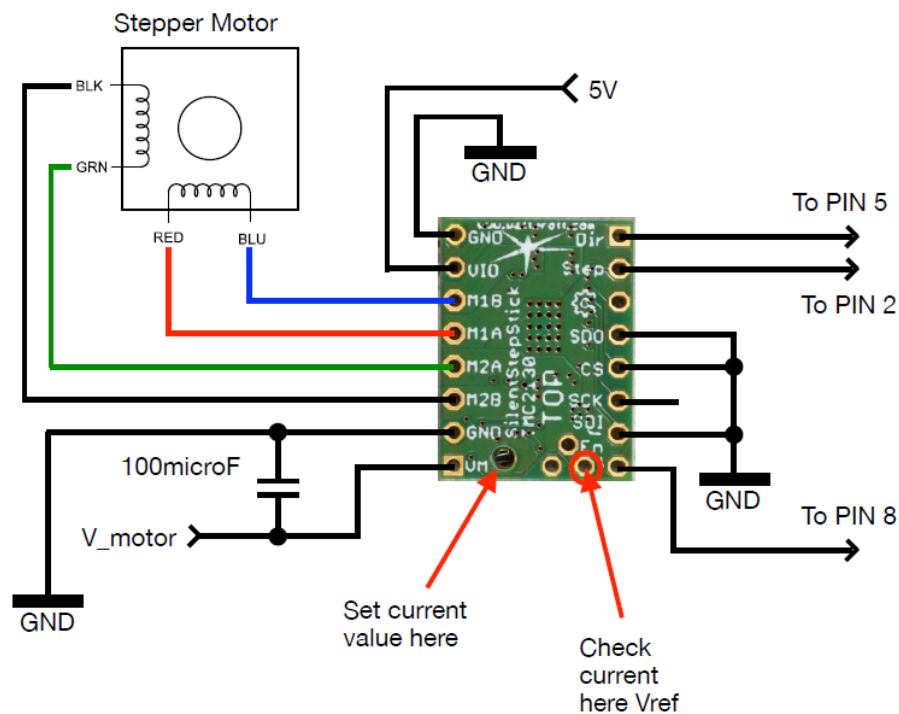 Stepper Motor
BLK
GRN
RED
BLU
5V
GND
To PIN 5
To PIN 2
GND
VIO
M1B
M1A
M2A
M2B
GND
VM
Dir
Step
SDO
CS
SCK
SDI
En
SilentStepStick
TMC2130
TOP
100microF
V_motor
GND
GND
To PIN 8
Set current
value here
Check
current
here Vref